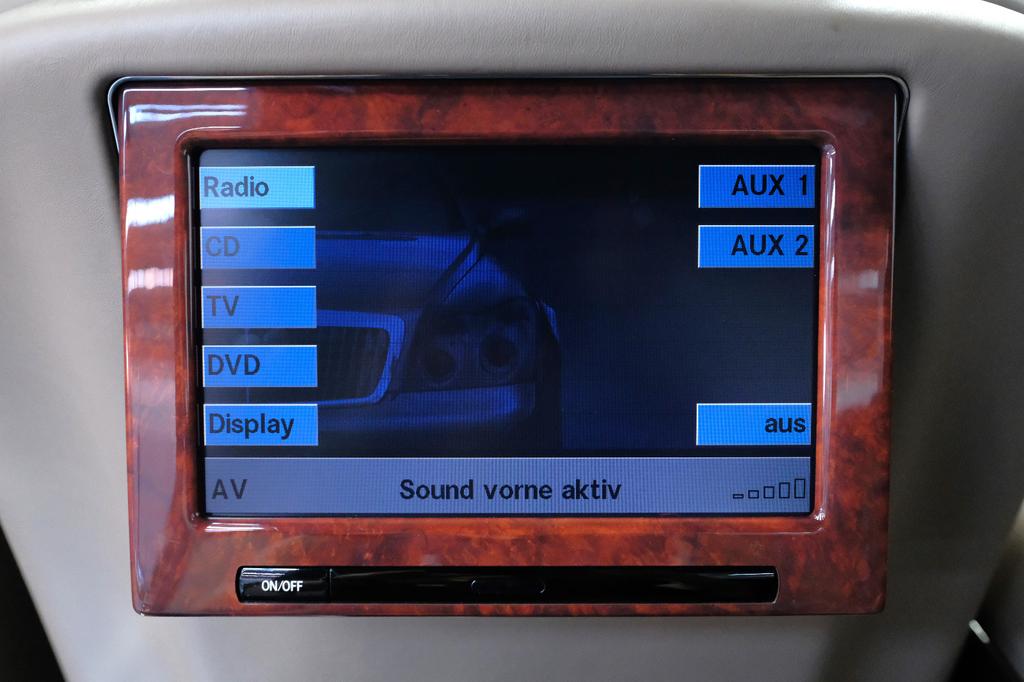 Radio
AUX 1
CD
AUX 2
TV
DVD
Display
aus
AV
Sound vorne aktiv
ON/OFF